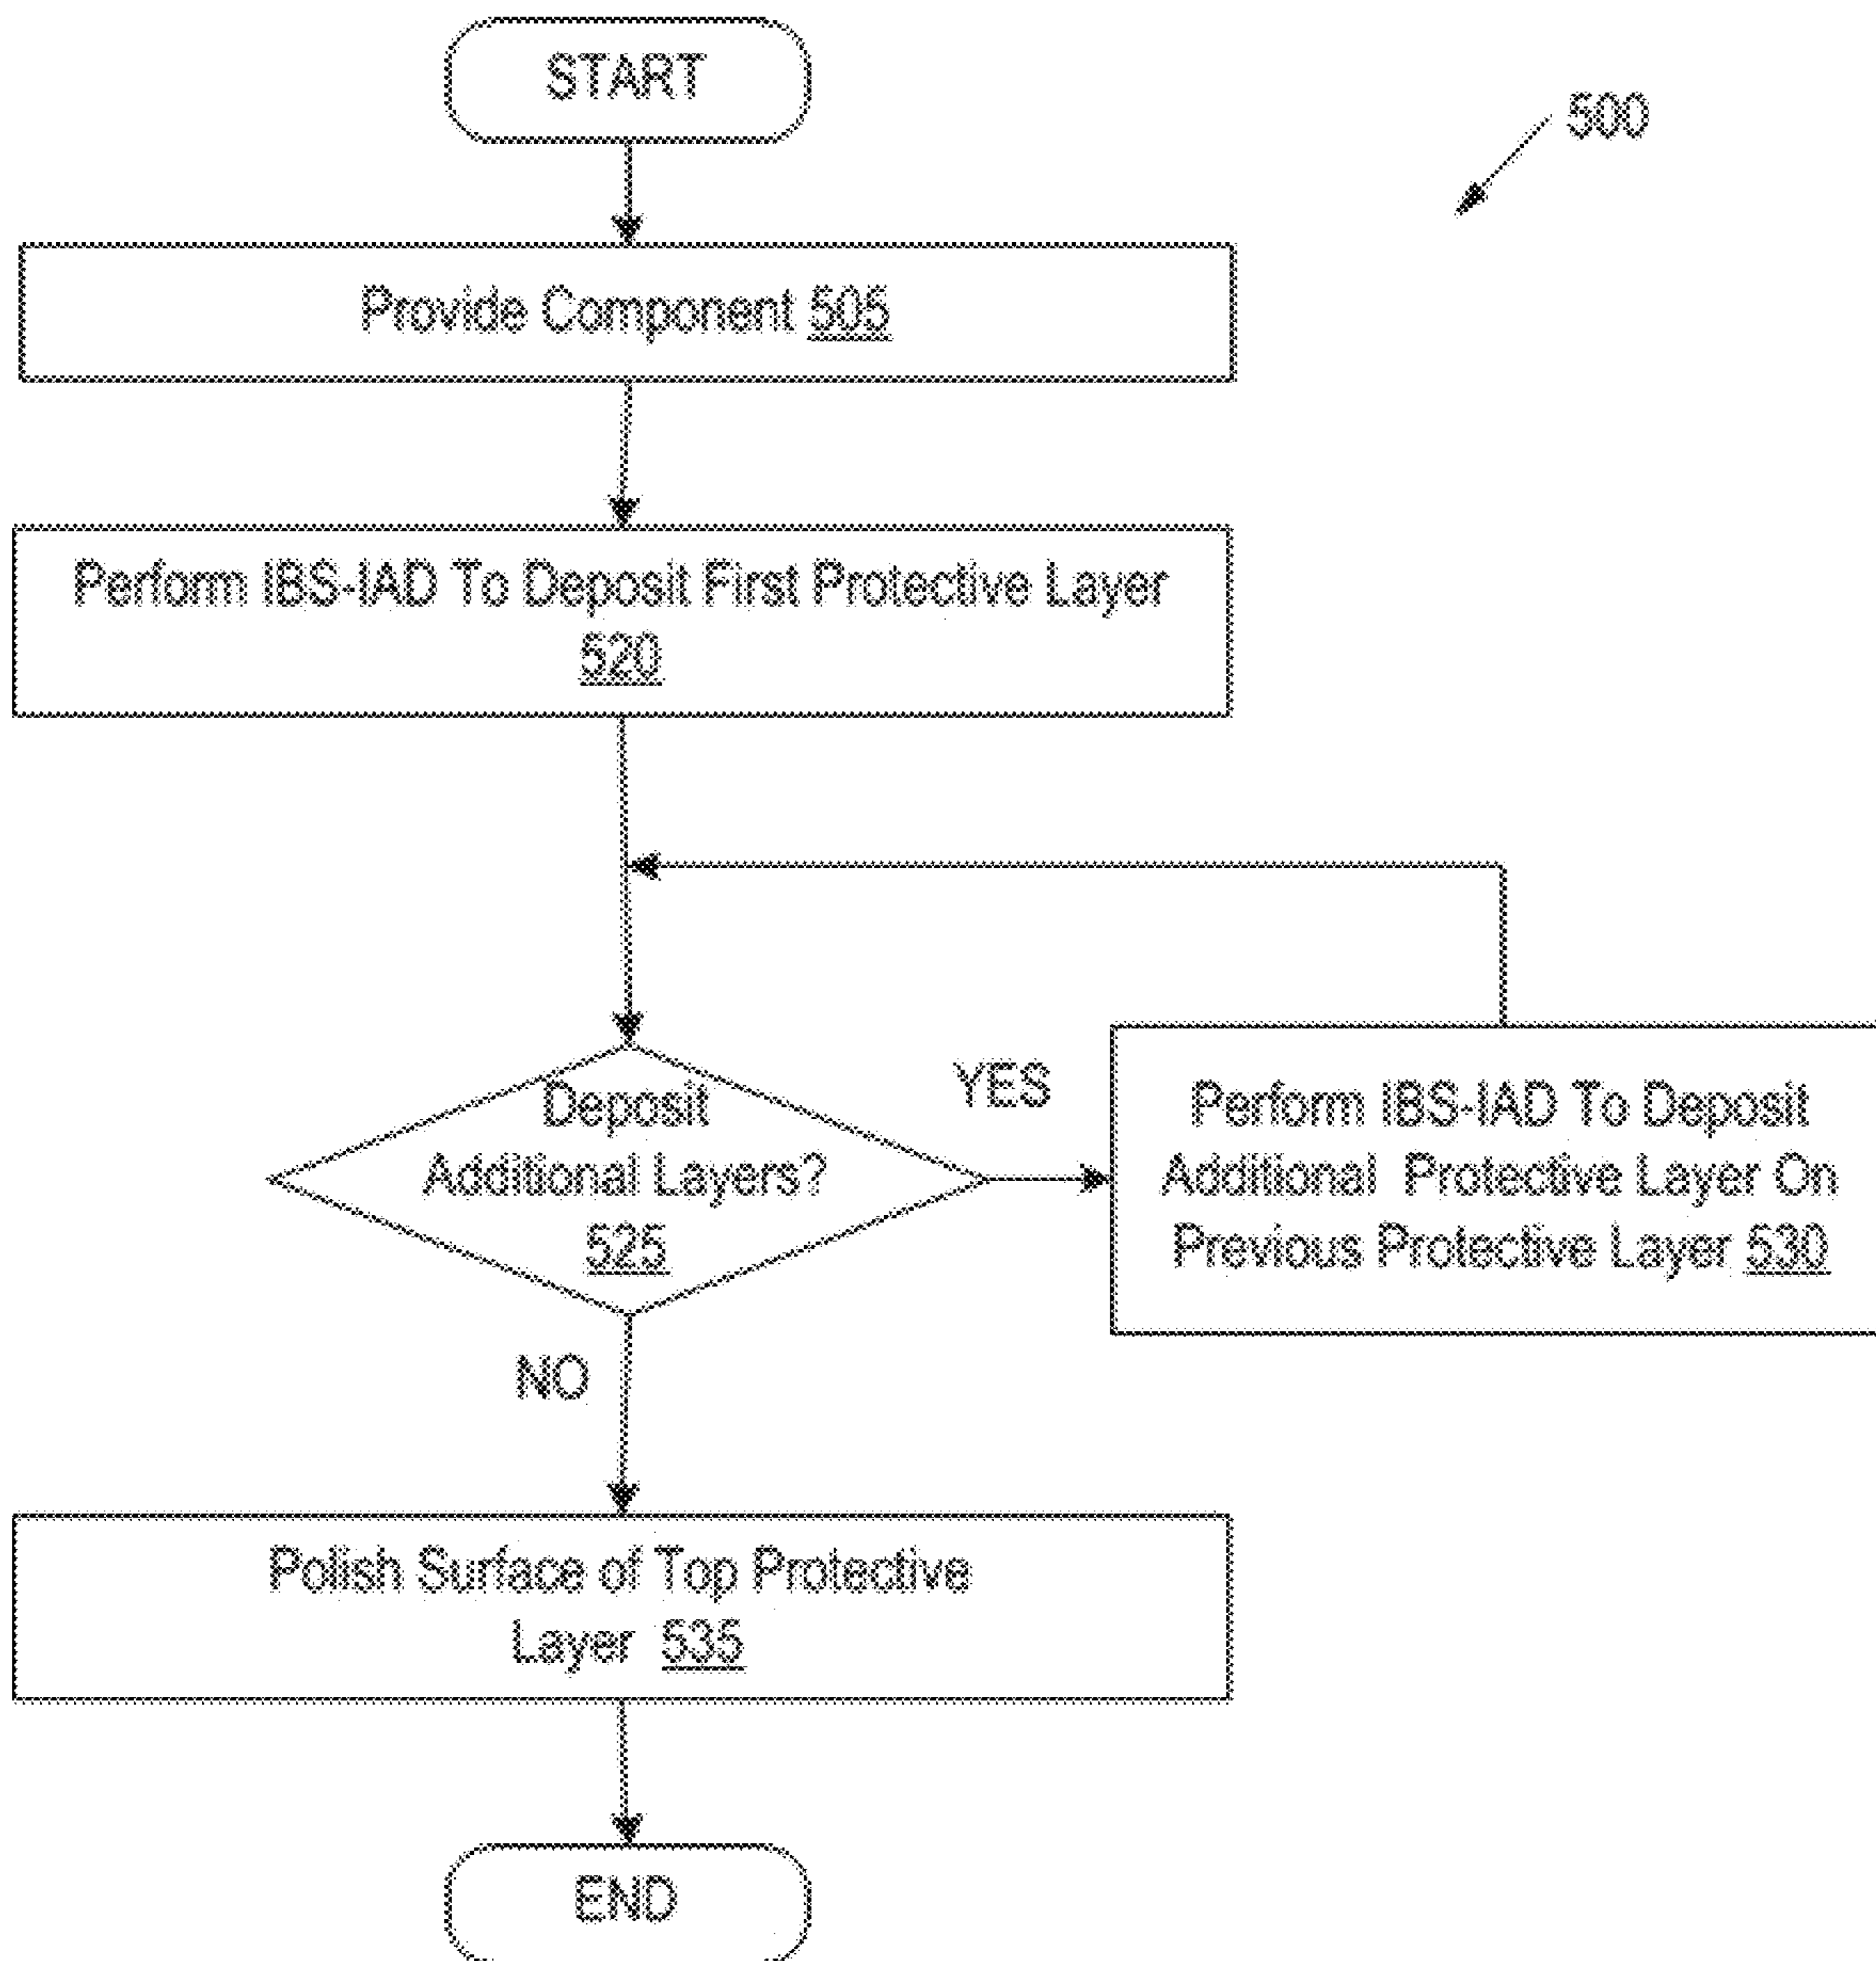 START
500
Provide Component 505
Perform IBS-IAD To Deposit First Protective Layer
520
Deposit
Additional Layers?
525
YES
Perform IBS-IAD To Deposit
Additional Protective Layer On
Previous Protective Layer 530
NO
Polish Surface of Top Protective
Layer 535
END